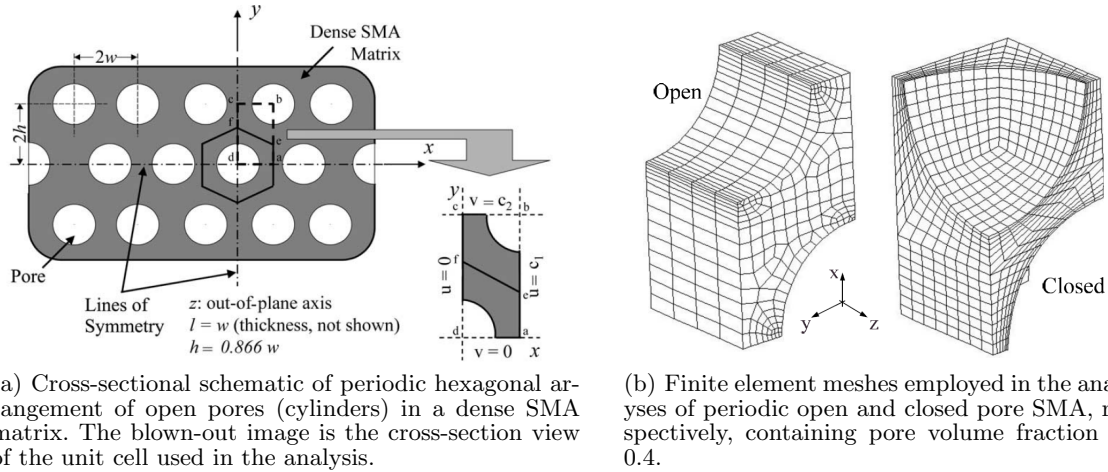 y
Dense SMA
Matrix
2w
c
b
2h
f
e
d
a
x
Pore
Lines of
Symmetry
z: out-of-plane axis
l = w (thickness, not shown)
h = 0.866 w
y
c
v = c2
b
u = 0
f
u = c1
e
d
a
v = 0
x
Open
Closed
x
y
z
a) Cross-sectional schematic of periodic hexagonal ar-
angement of open pores (cylinders) in a dense SMA
matrix. The blown-out image is the cross-section view
of the unit cell used in the analysis.
(b) Finite element meshes employed in the ana
yses of periodic open and closed pore SMA, r
spectively, containing pore volume fraction
0.4.